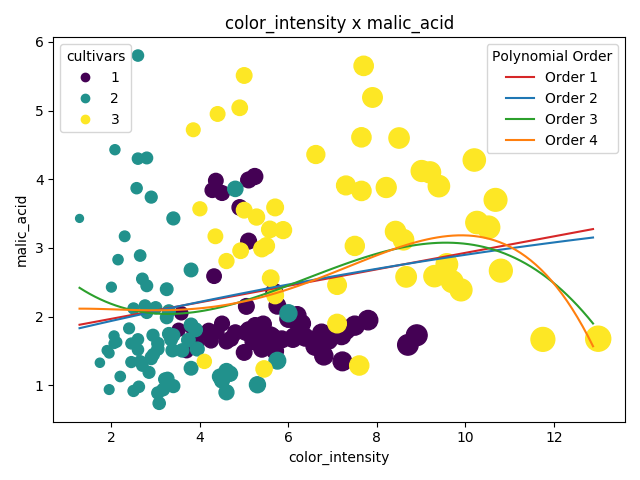 color_intensity x malic_acid
cultivars
1
2
3
Polynomial Order
Order 1
Order 2
Order 3
Order 4
6
5
4
3
2
1
malic_acid
2 4 6 8 10 12
color_intensity